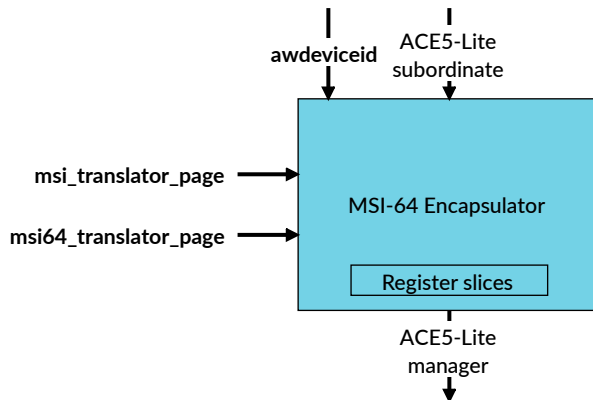 awdeviceid
ACE5-Lite
subordinate
msi_translator_page
msi64_translator_page
MSI-64 Encapsulator
Register slices
ACE5-Lite
manager